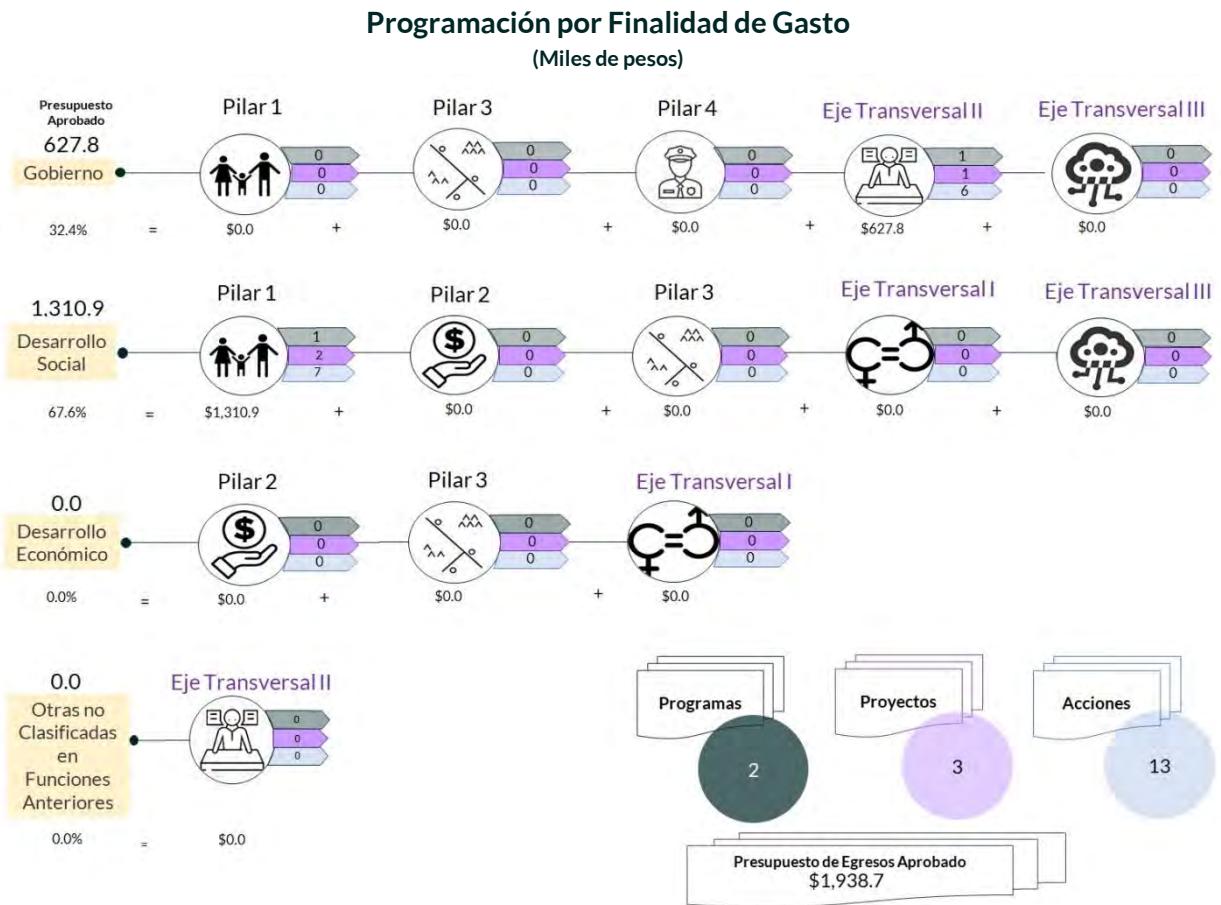 Programación por Finalidad de Gasto
(Miles de pesos)
Presupuesto
Aprobado
627.8
Gobierno
Pilar 1
0
0
0
Pilar 3
0
0
0
Pilar 4
0
0
0
Eje Transversal II
1
1
6
Eje Transversal III
0
0
0
32.4% = $0.0 + $0.0 + $0.0 + $627.8 + $0.0
1.310.9
Desarrollo
Social
Pilar 1
1
2
7
Pilar 2
0
0
0
Pilar 3
0
0
0
Eje Transversal I
0
0
0
Eje Transversal III
0
0
0
67.6% = $1,310.9 + $0.0 + $0.0 + $0.0 + $0.0
0.0
Desarrollo
Económico
Pilar 2
$
0
0
0
Pilar 3
0
0
0
Eje Transversal I
0
0
0
0.0% = $0.0 + $0.0 + $0.0
0.0
Otras no
Clasificadas
en
Funciones
Anteriores
Eje Transversal II
0
0
0
0.0% = $0.0
Programas
2
Proyectos
3
Acciones
13
Presupuesto de Egresos Aprobado
$1,938.7